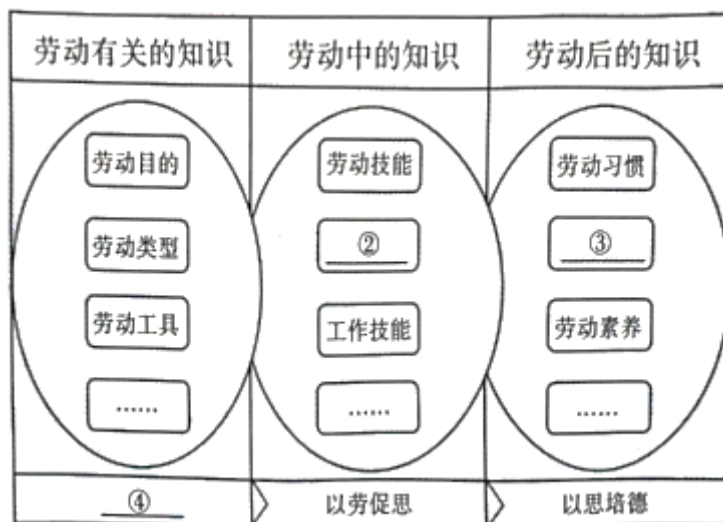 劳动有关的知识 劳动中的知识 劳动后的知识
劳动目的 劳动技能 劳动习惯
劳动类型 ② ③
劳动工具 工作技能 劳动素养
...... ...... ......
④ 以劳促思 以思培德